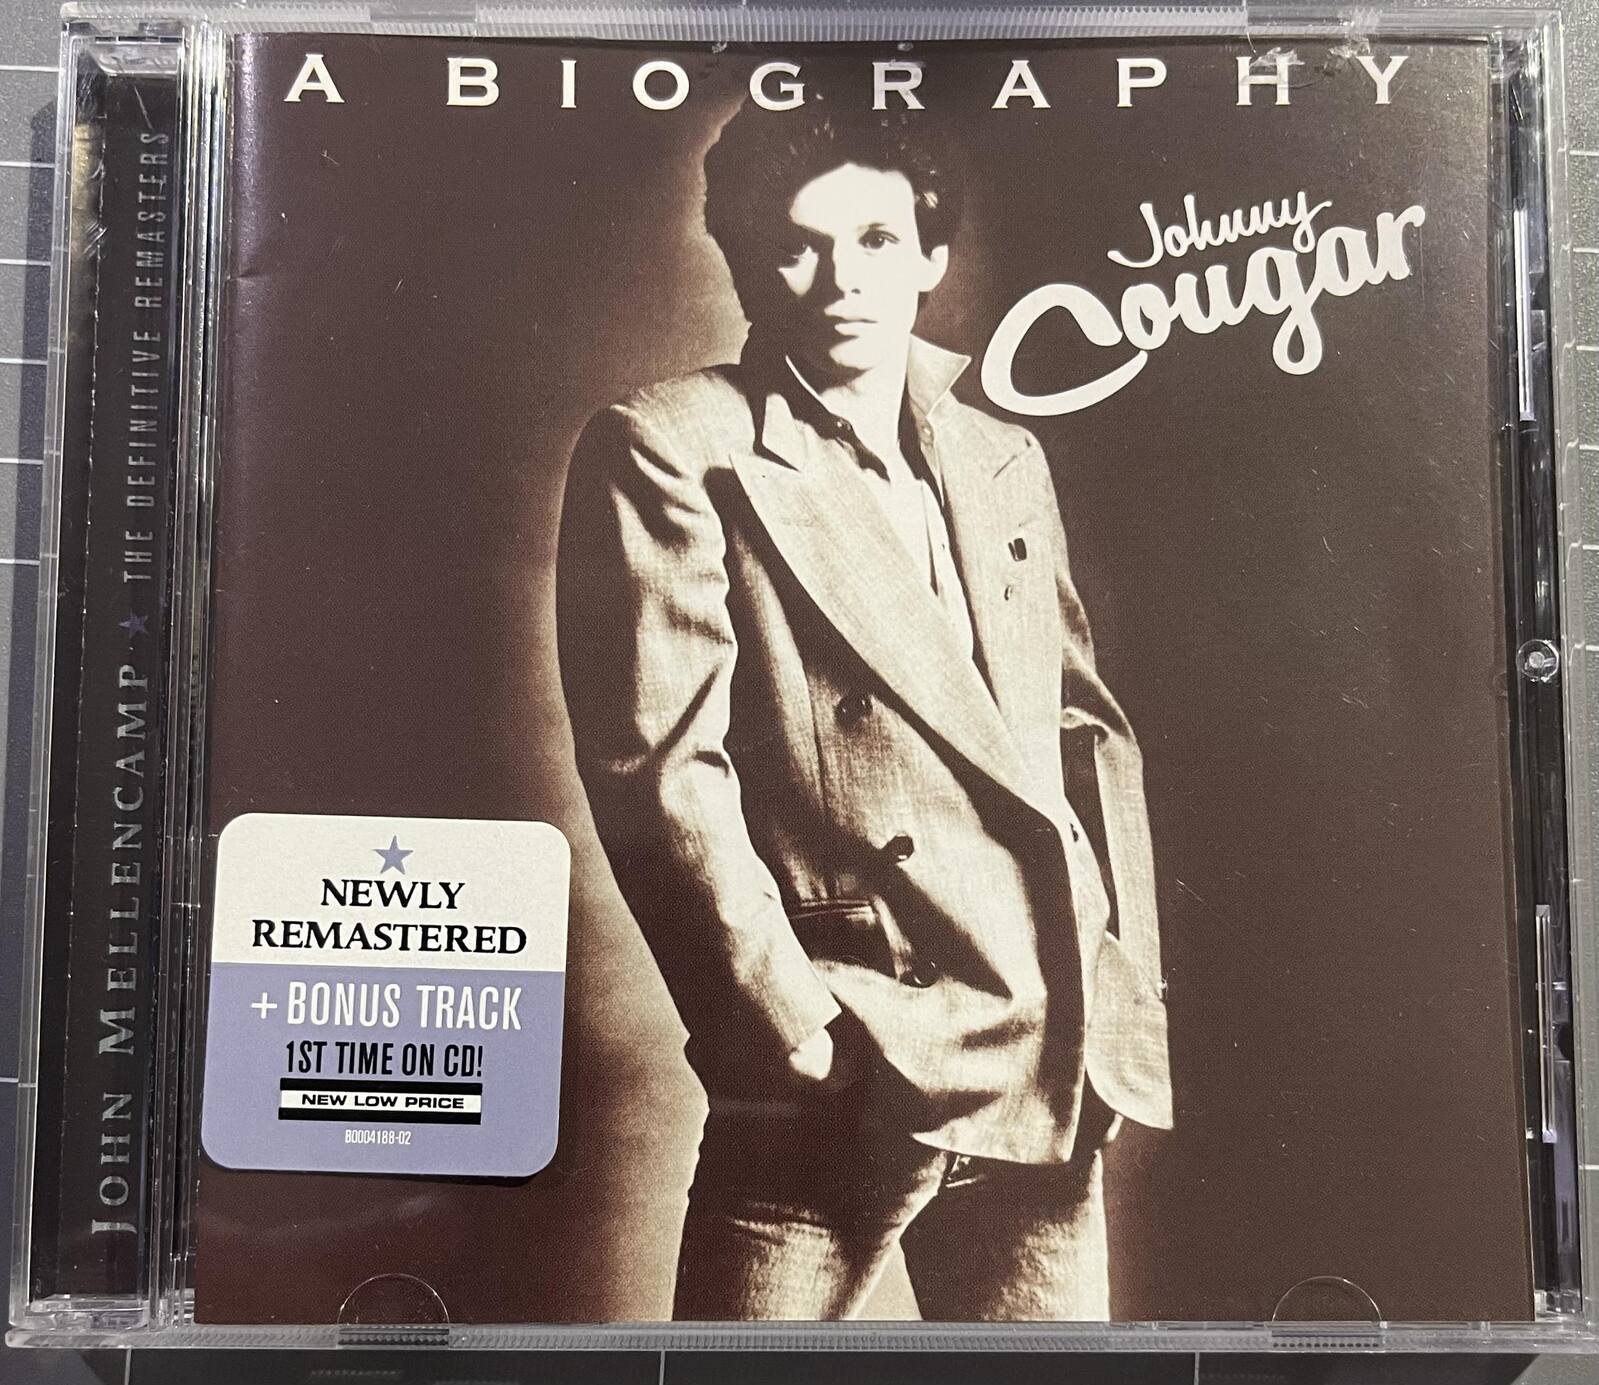 A BIOGRAPHY
Johnny
Cougar
JOHN MELLENCAMP ★ THE DEFINITIVE REMASTERS
NEWLY
REMASTERED
+ BONUS TRACK
1ST TIME ON CD!
NEW LOW PRICE
B0004188-02